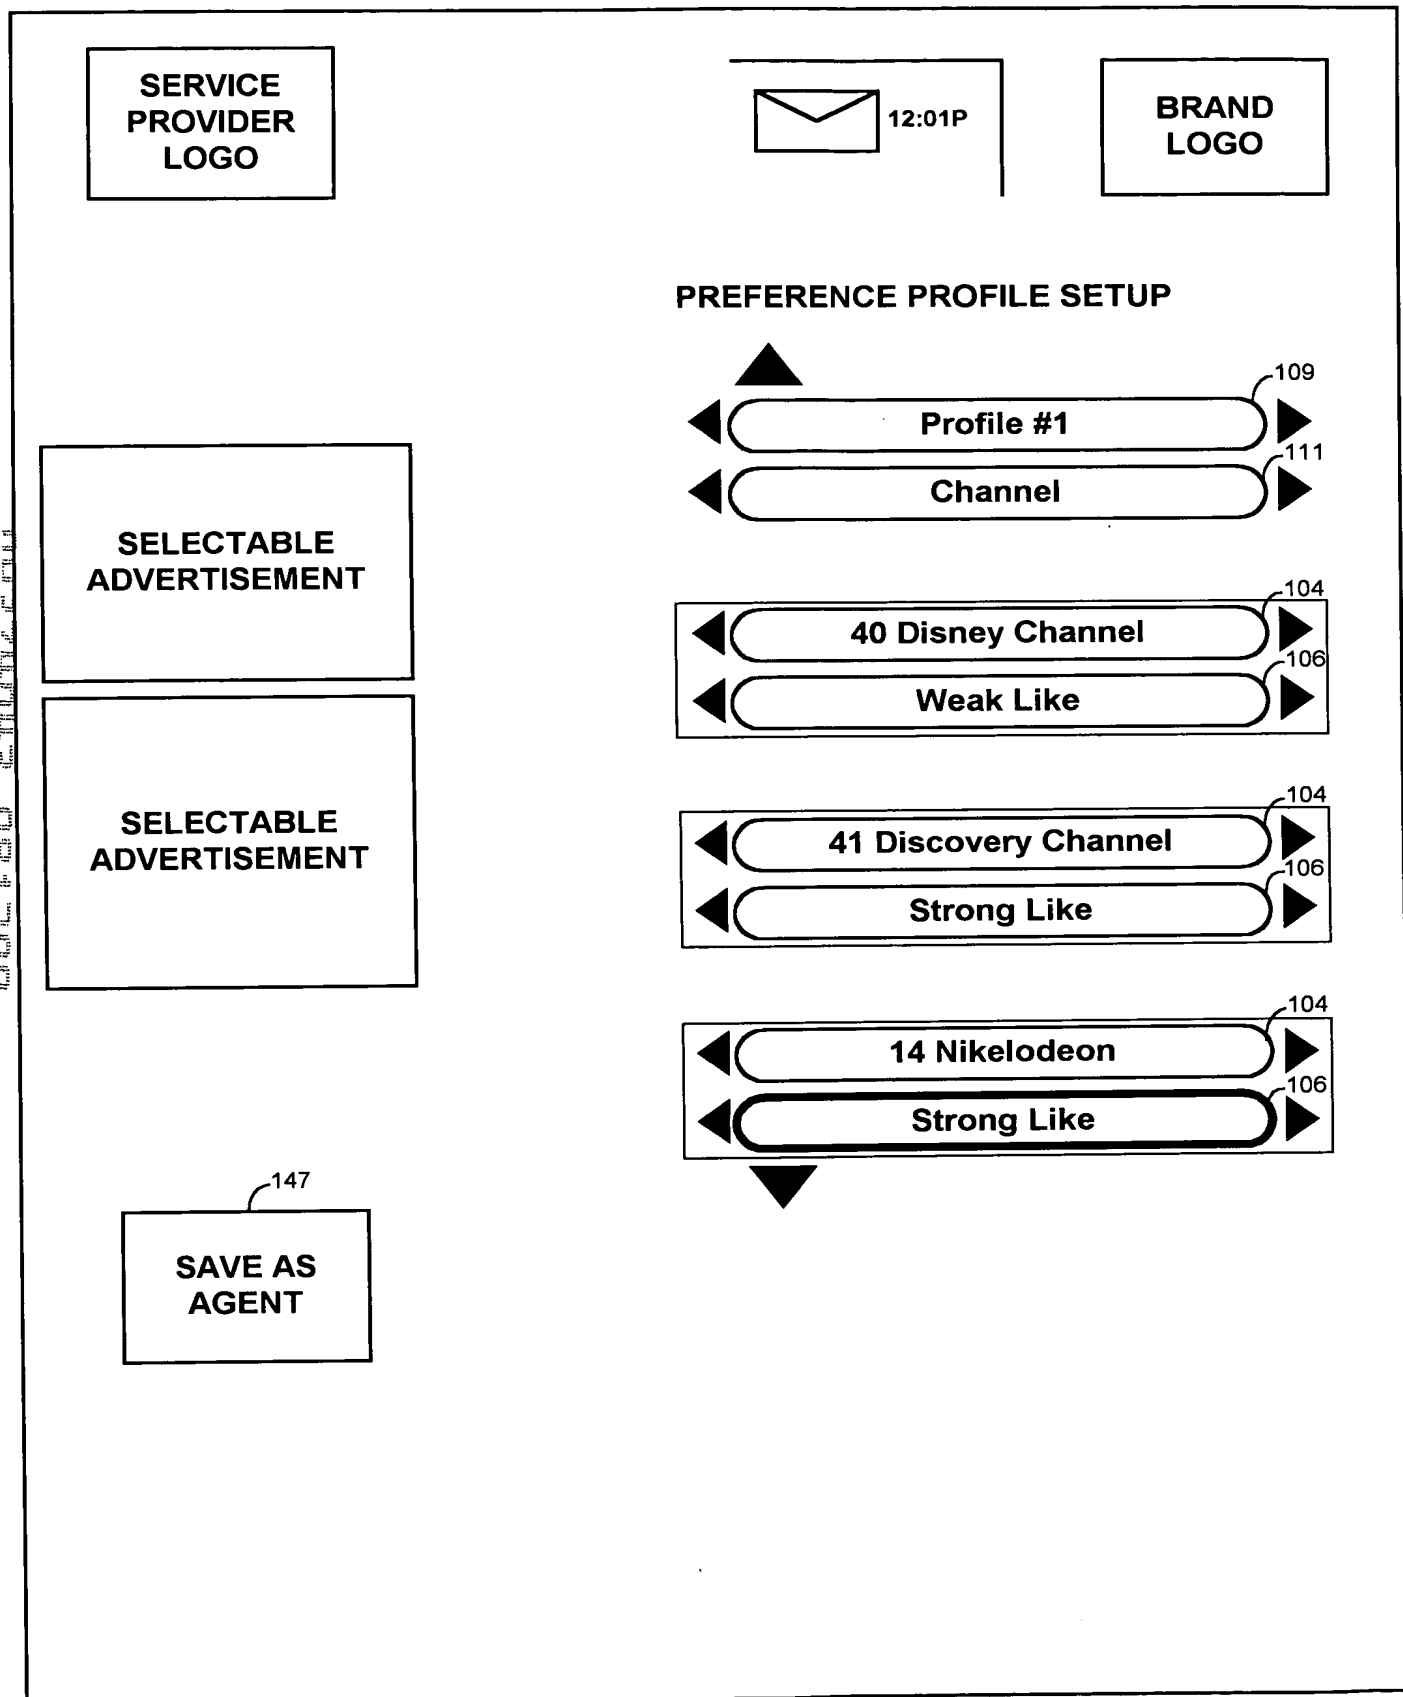 SERVICE
PROVIDER
LOGO
12:01P
BRAND
LOGO
PREFERENCE PROFILE SETUP
109
Profile #1
111
Channel
SELECTABLE
ADVERTISEMENT
104
40 Disney Channel
106
Weak Like
SELECTABLE
ADVERTISEMENT
104
41 Discovery Channel
106
Strong Like
104
14 Nikelodeon
106
Strong Like
147
SAVE AS
AGENT